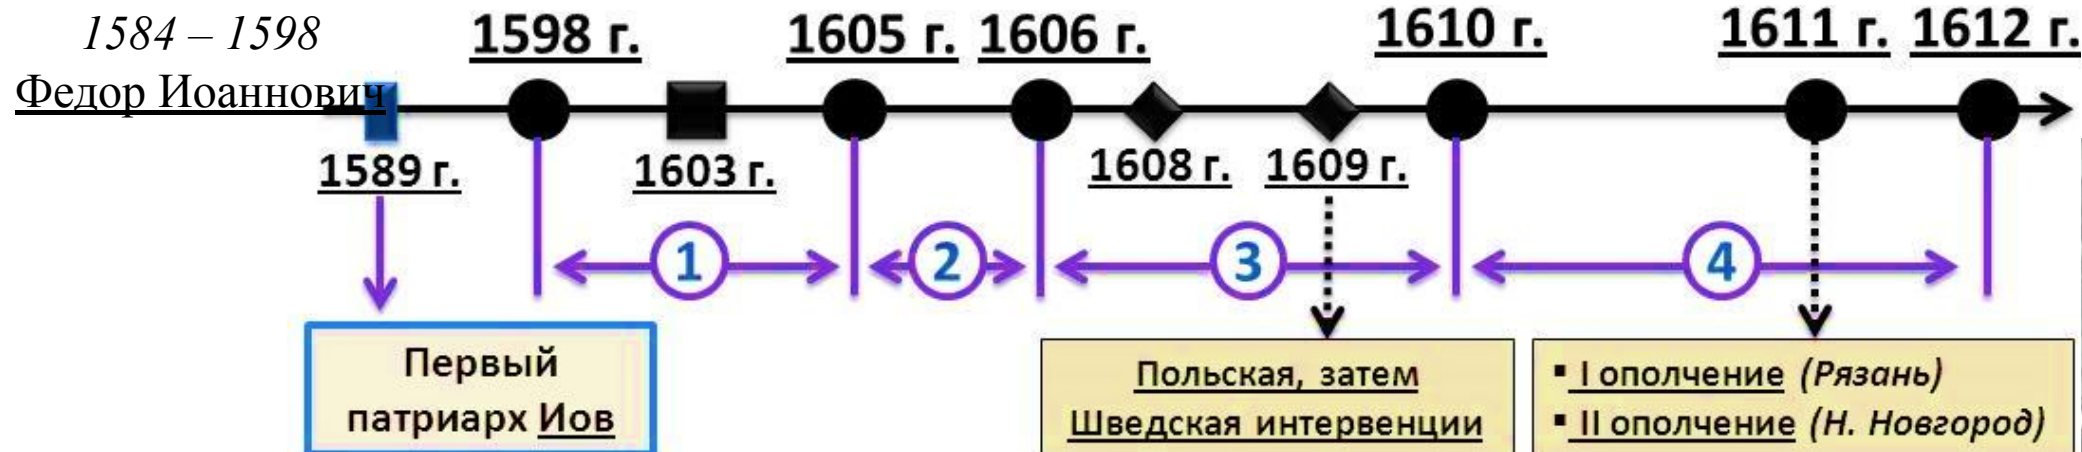 1584 – 1598
Федор Иоаннович
1598 г.
1605 г.
1606 г.
1610 г.
1611 г.
1612 г.
1589 г.
1603 г.
1608 г.
1609 г.
1
2
3
4
Первый
патриарх Иов
Польская, затем
Шведская интервенции
▪ I ополчение (Рязань)
▪ II ополчение (Н. Новгород)